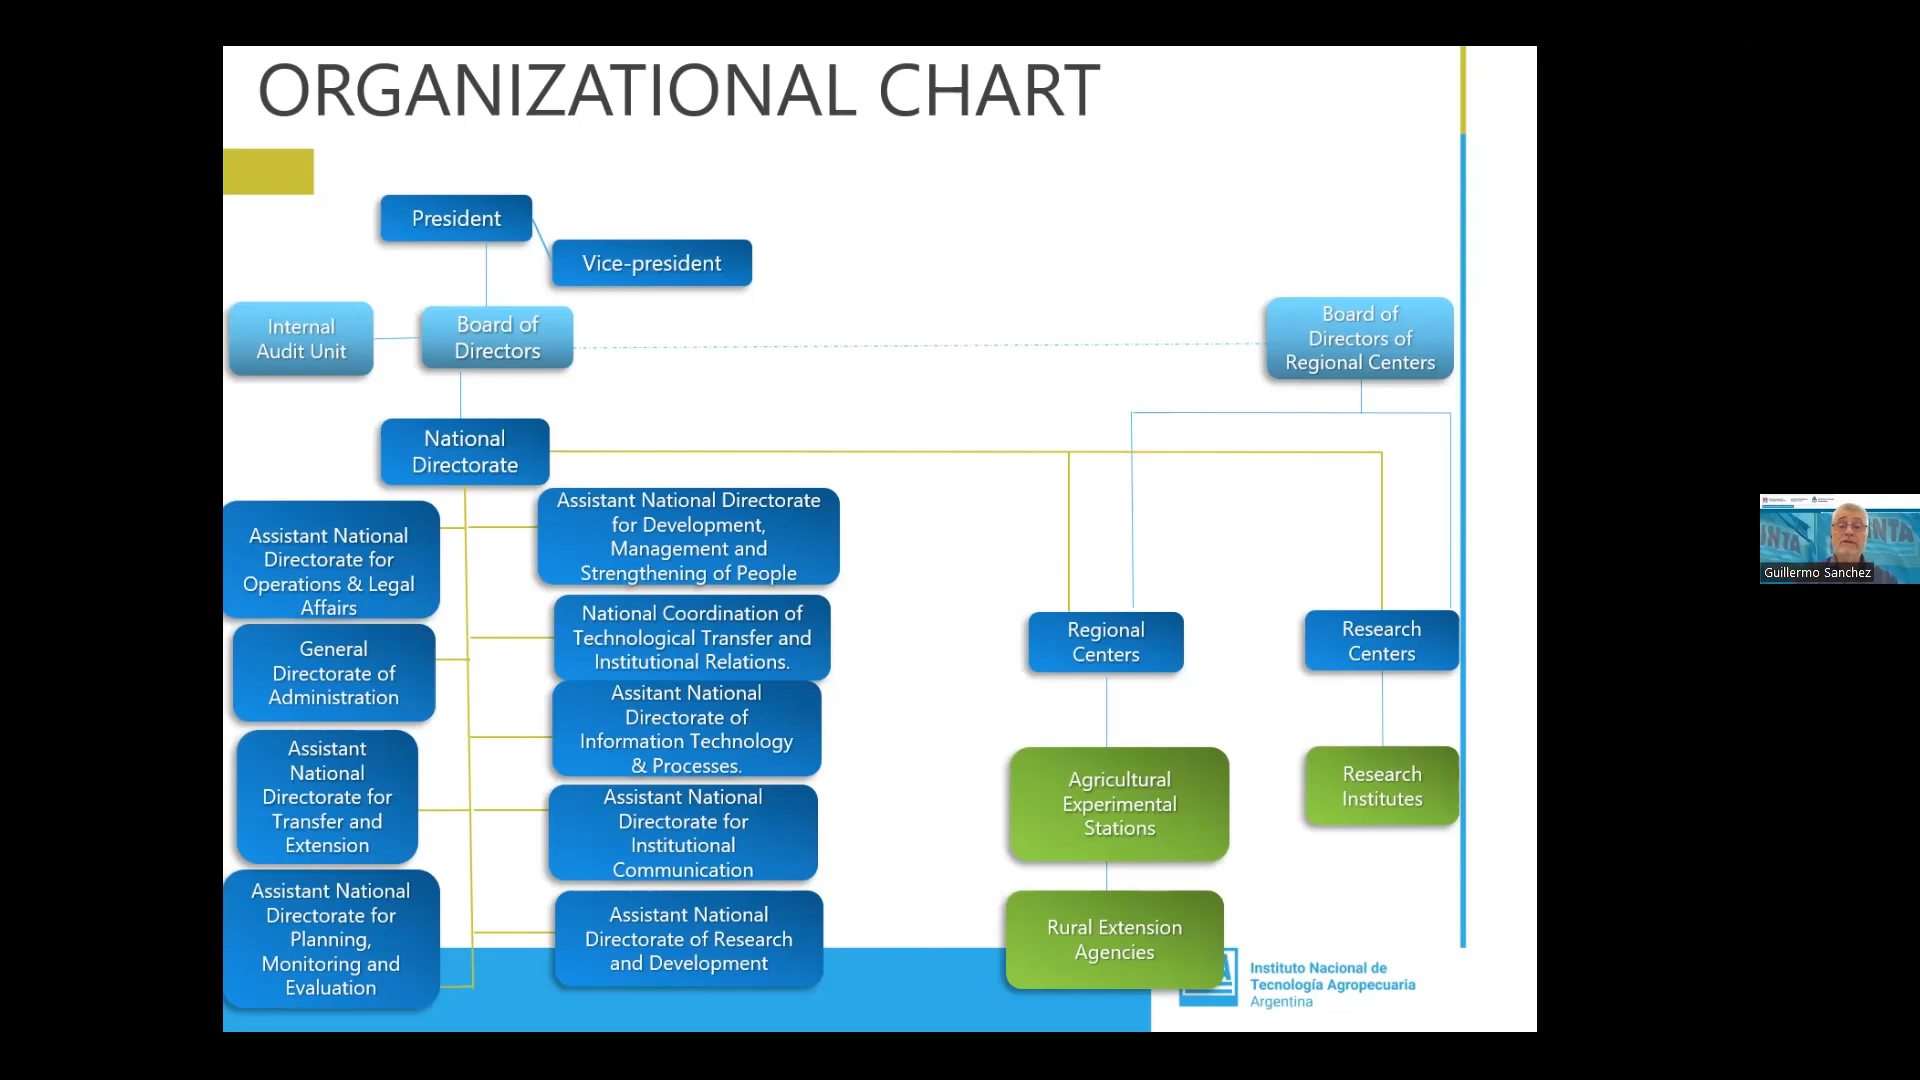 ORGANIZATIONAL CHART
President
Vice-president
Internal
Audit Unit
Board of
Directors
Board of
Directors of
Regional Centers
National
Directorate
Assistant National
Directorate for
Operations & Legal
Affairs
Assistant National Directorate
for Development,
Management and
Strengthening of People
General
Directorate of
Administration
National Coordination of
Technological Transfer and
Institutional Relations.
Regional
Centers
Research
Centers
Assistant
National
Directorate for
Transfer and
Extension
Assitant National
Directorate of
Information Technology
& Processes.
Assistant National
Directorate for
Institutional
Communication
Agricultural
Experimental
Stations
Research
Institutes
Assistant National
Directorate for
Planning,
Monitoring and
Evaluation
Assistant National
Directorate of Research
and Development
Rural Extension
Agencies
Instituto Nacional de
Tecnología Agropecuaria
Argentina
Guillermo Sanchez